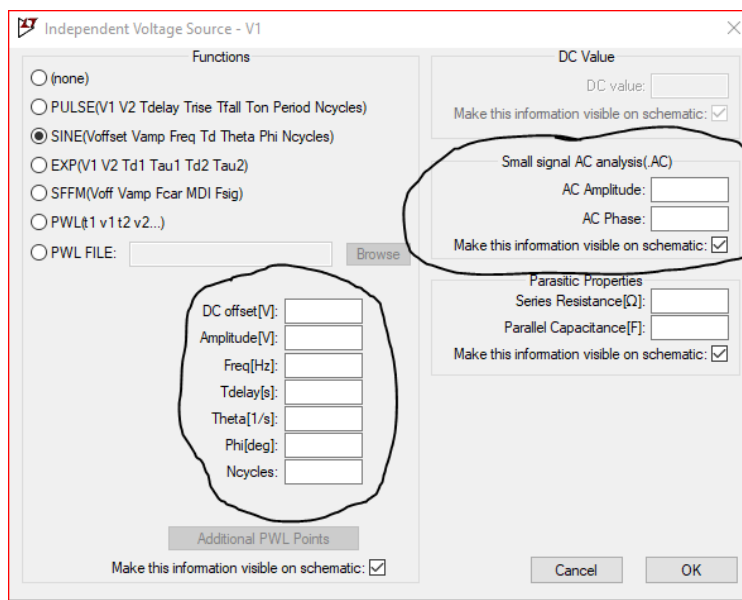 Independent Voltage Source - V1
Functions
(none)
PULSE(V1 V2 Tdelay Trise Tfall Ton Period Ncycles)
SINE(Voffset Vamp Freq Td Theta Phi Ncycles)
EXP(V1 V2 Td1 Tau1 Td2 Tau2)
SFFM(Voff Vamp Fcar MDI Fsig)
PWL(t1 v1 t2 v2...)
PWL FILE:
Browse
DC offset[V]:
Amplitude[V]:
Freq[Hz]:
Tdelay[s]:
Theta[1/s]:
Phi[deg]:
Ncycles:
Additional PWL Points
Make this information visible on schematic:
DC Value
DC value:
Make this information visible on schematic:
Small signal AC analysis(.AC)
AC Amplitude:
AC Phase:
Make this information visible on schematic:
Parasitic Properties
Series Resistance[Ω]:
Parallel Capacitance[F]:
Make this information visible on schematic:
Cancel
OK